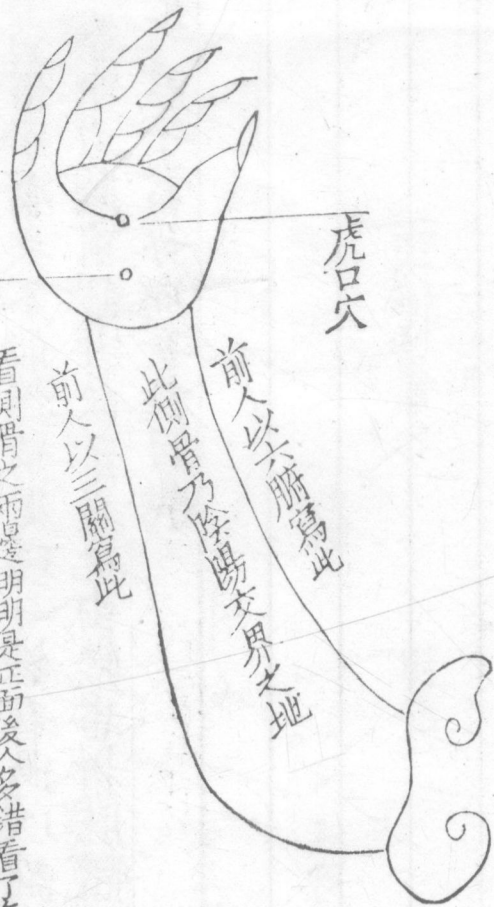 虎口穴
前人以六腑寫此
此側骨乃陰陽交界之地
前人以三關寫此
看側骨之兩邊明明是正面後人多錯看了